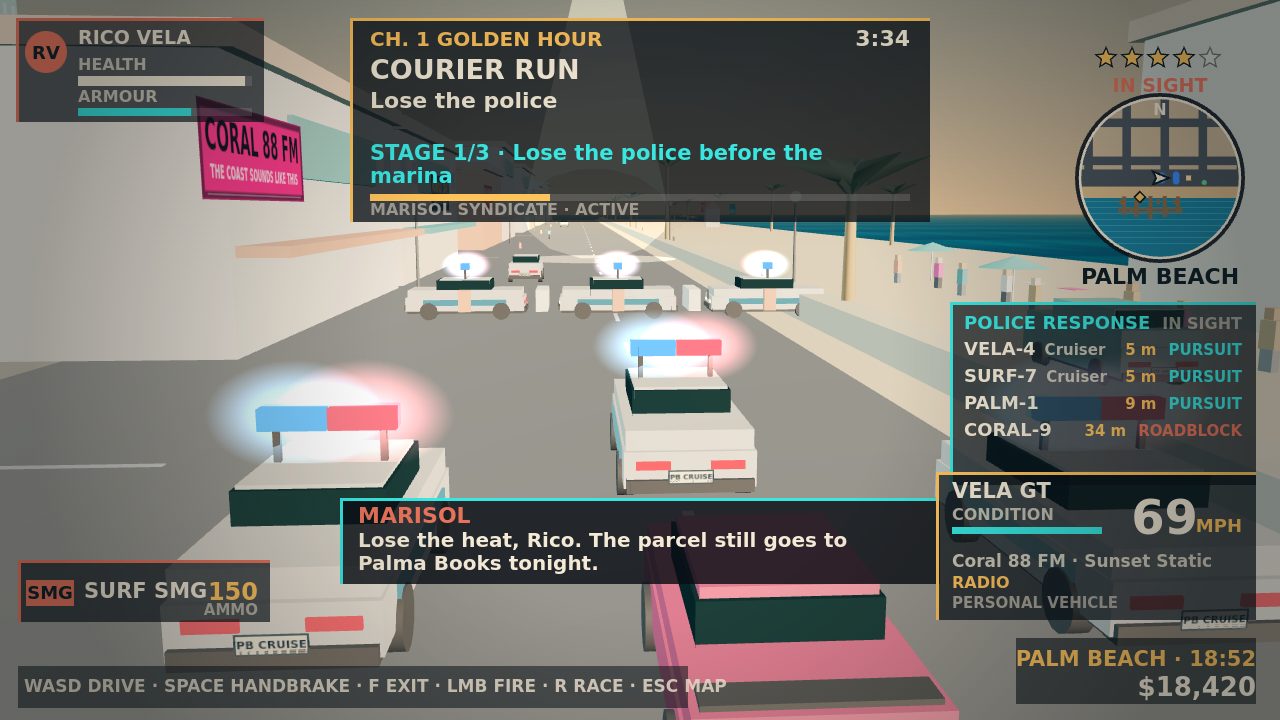 RV
RICO VELA
HEALTH
ARMOUR
CORAL 88 FM
THE COAST SOUNDS LIKE THIS
CH. 1 GOLDEN HOUR 3:34
COURIER RUN
Lose the police
STAGE 1/3 · Lose the police before the
marina
MARISOL SYNDICATE · ACTIVE
IN SIGHT
N
PALM BEACH
POLICE RESPONSE IN SIGHT
VELA-4 Cruiser 5 m PURSUIT
SURF-7 Cruiser 5 m PURSUIT
PALM-1 9 m PURSUIT
CORAL-9 34 m ROADBLOCK
PB CRUISE
VELA GT
CONDITION
69 MPH
Coral 88 FM · Sunset Static
RADIO
PERSONAL VEHICLE
PB CRUISE
MARISOL
Lose the heat, Rico. The parcel still goes to
Palma Books tonight.
SMG SURF SMG 150
AMMO
PB CRUISE
PALM BEACH · 18:52
$18,420
WASD DRIVE · SPACE HANDBRAKE · F EXIT · LMB FIRE · R RACE · ESC MAP